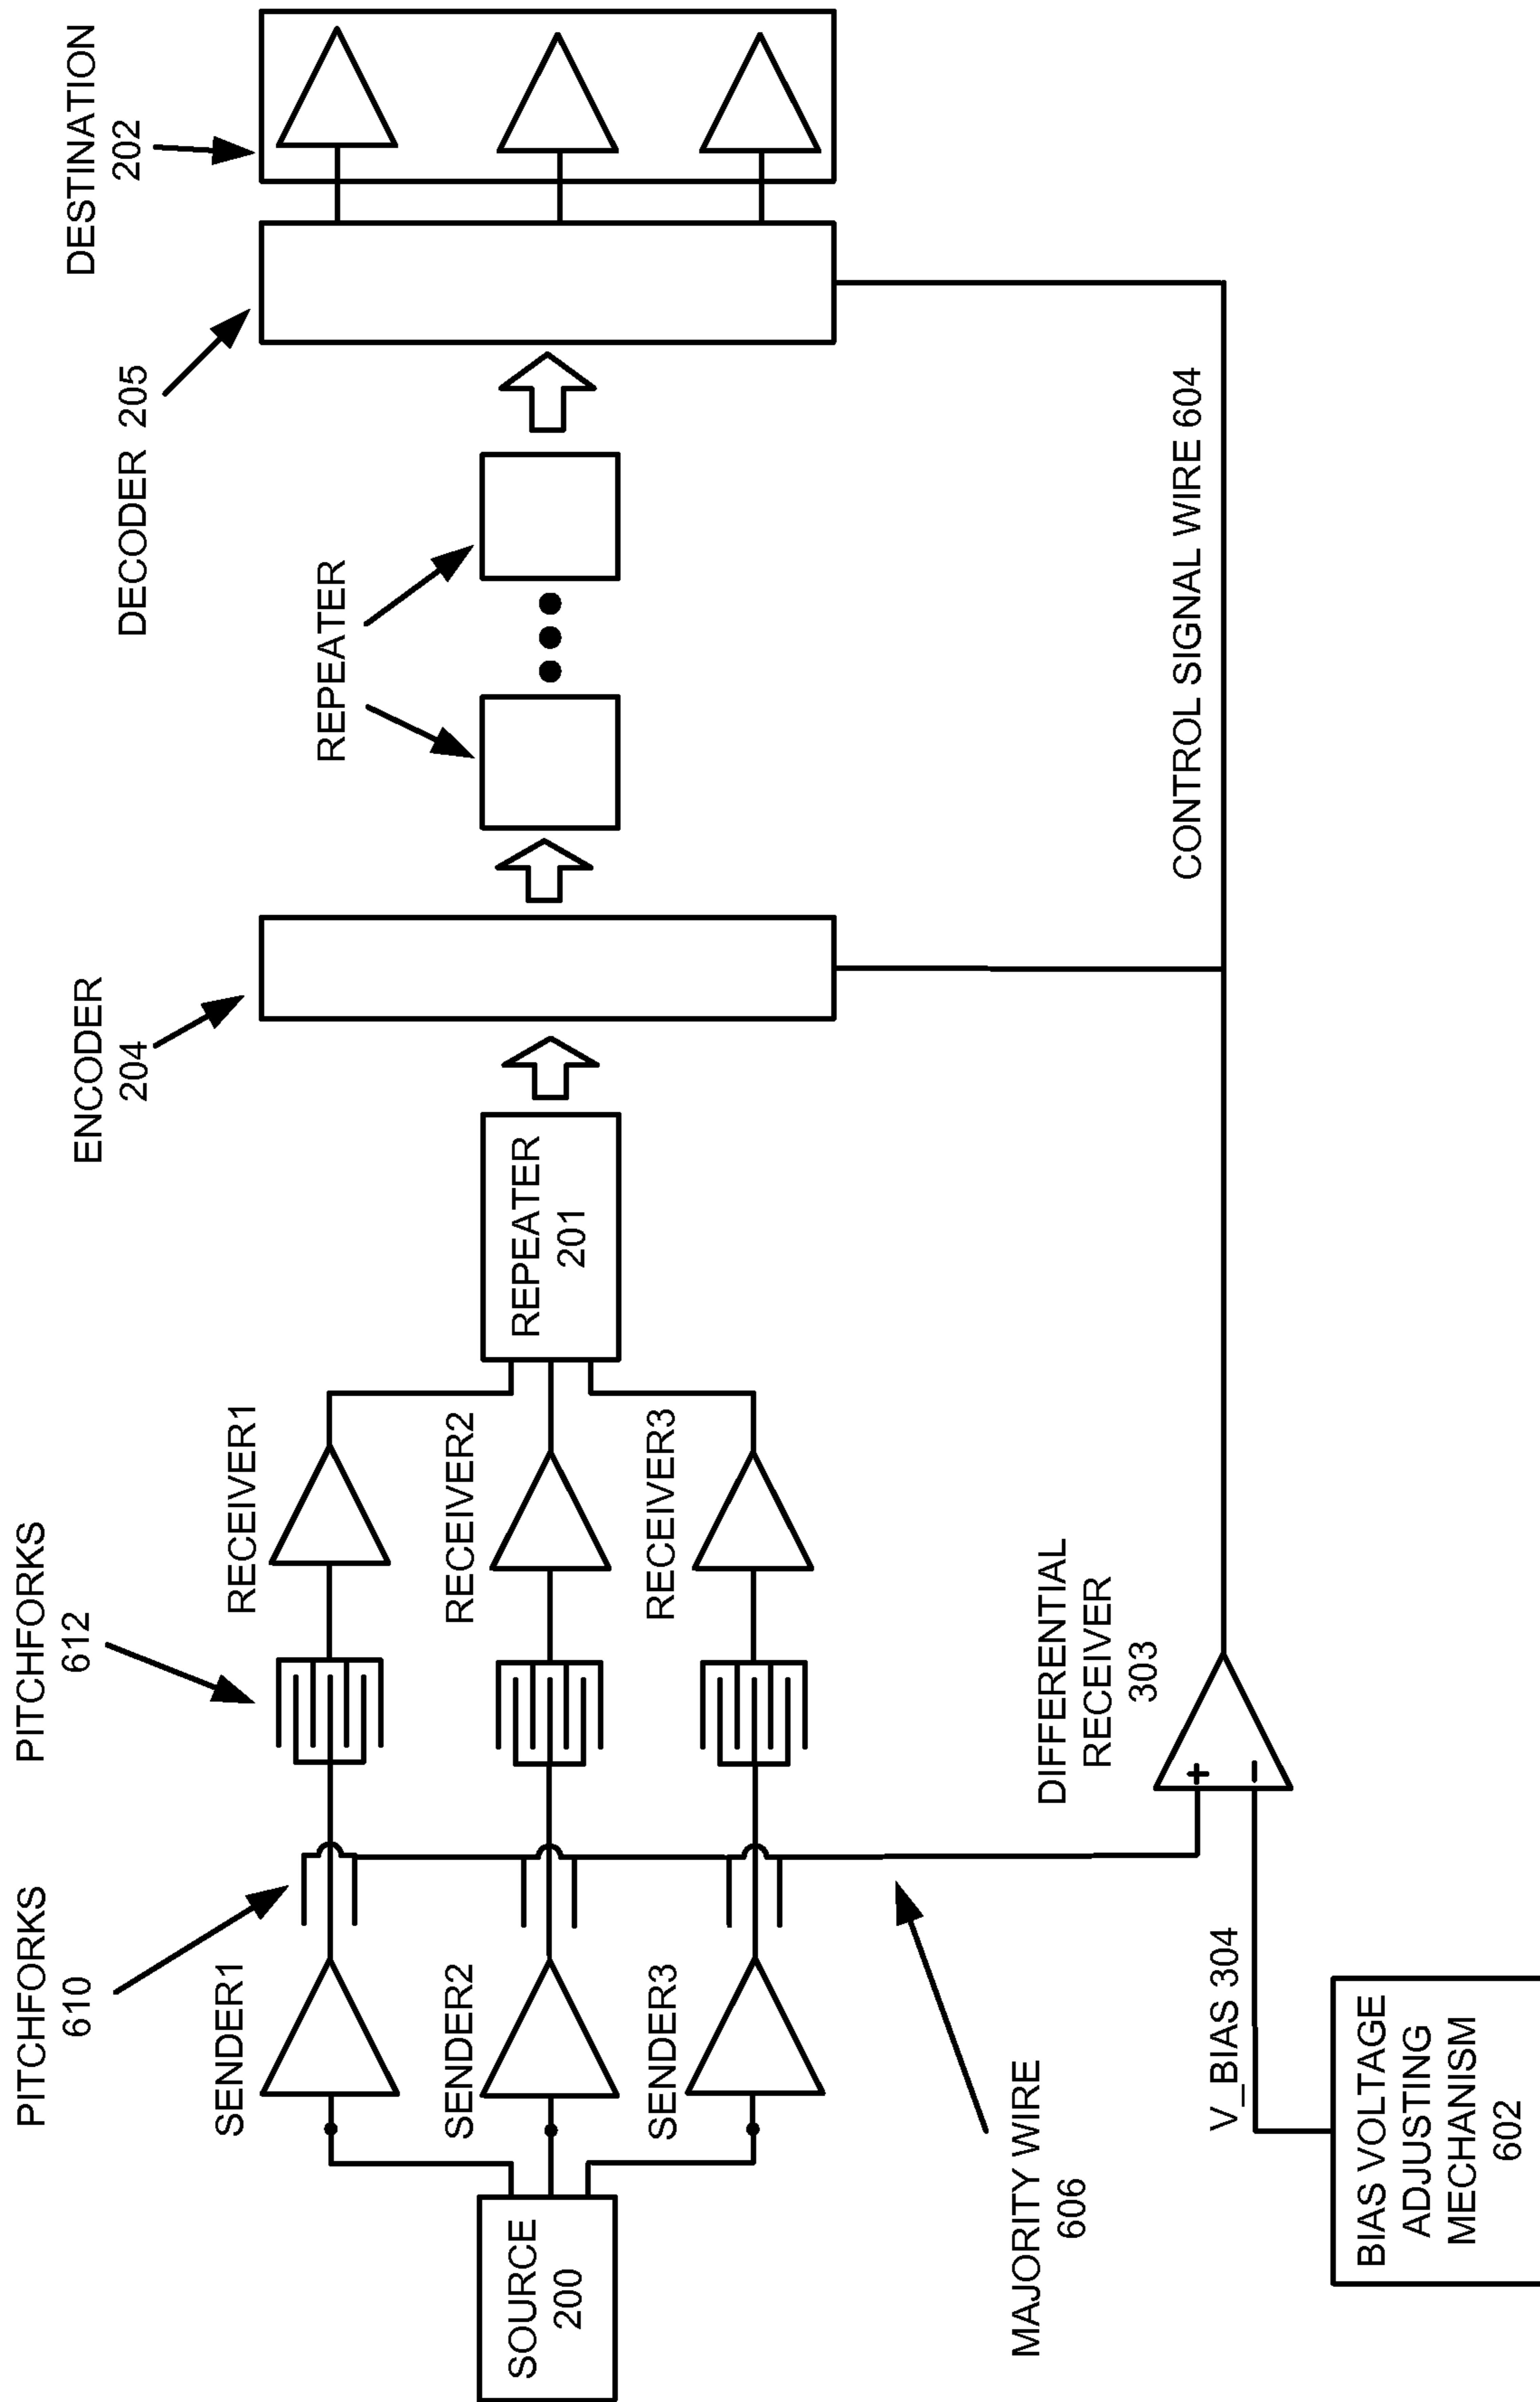 PITCHFORKS
610
PITCHFORKS
612
ENCODER
204
DECODER 205
DESTINATION
202
SENDER1
RECEIVER1
REPEATER
SENDER2
RECEIVER2
SENDER3
RECEIVER3
SOURCE
200
REPEATER
201
MAJORITY WIRE
606
DIFFERENTIAL
RECEIVER
303
+
−
CONTROL SIGNAL WIRE 604
V_BIAS 304
BIAS VOLTAGE
ADJUSTING
MECHANISM
602